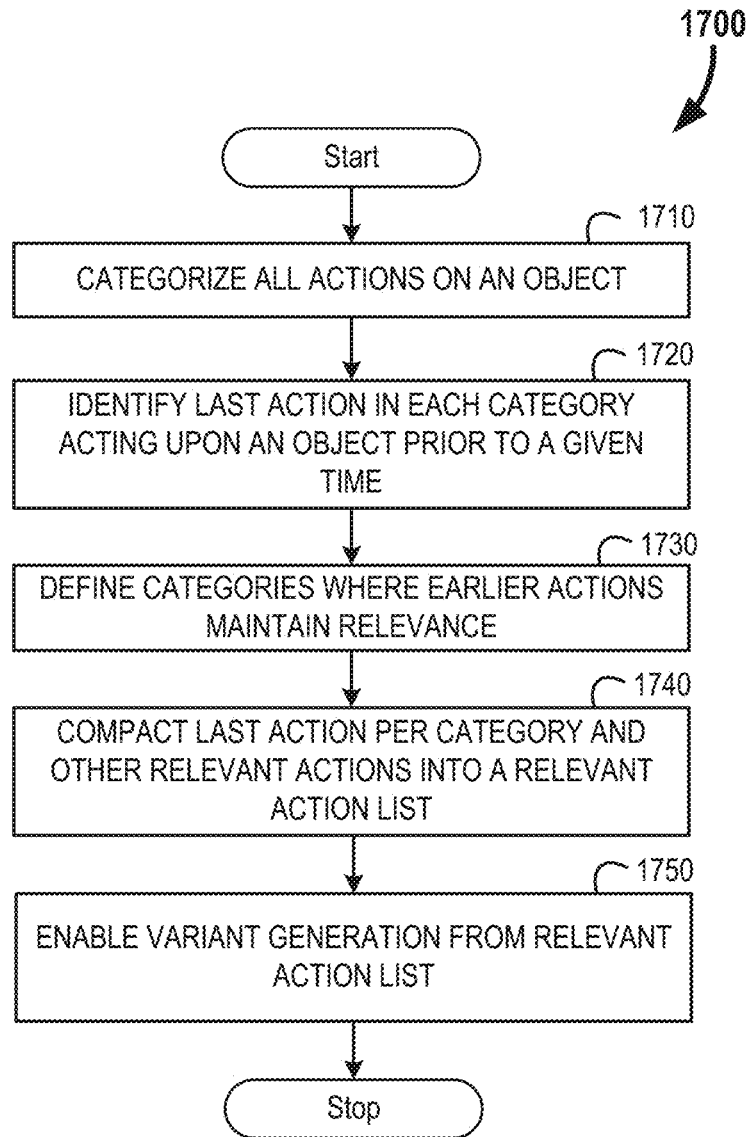 1700
Start
1710
CATEGORIZE ALL ACTIONS ON AN OBJECT
1720
IDENTIFY LAST ACTION IN EACH CATEGORY
ACTING UPON AN OBJECT PRIOR TO A GIVEN
TIME
1730
DEFINE CATEGORIES WHERE EARLIER ACTIONS
MAINTAIN RELEVANCE
1740
COMPACT LAST ACTION PER CATEGORY AND
OTHER RELEVANT ACTIONS INTO A RELEVANT
ACTION LIST
1750
ENABLE VARIANT GENERATION FROM RELEVANT
ACTION LIST
Stop